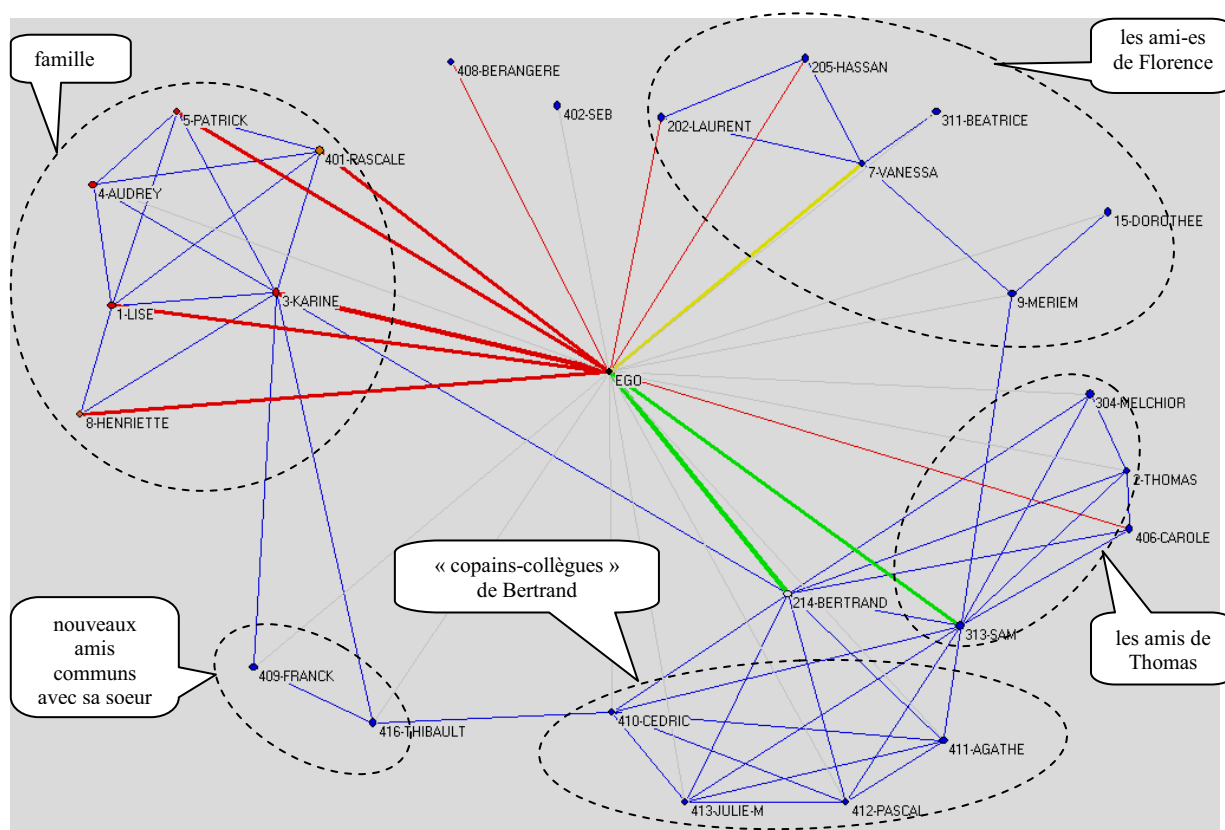 famille
les ami-es
de Florence
408-BERANGERE
205-HASSAN
402-SEB
202-LAURENT
311-BEATRICE
5-PATRICK
401-PASCALE
7-VANESSA
4-AUDREY
15-DOROTHEE
3-KARINE
9-MERIEM
1-LISE
EGO
304-MELCHIOR
8-HENRIETTE
2-THOMAS
406-CAROLE
« copains-collègues »
de Bertrand
214-BERTRAND
313-SAM
les amis de
Thomas
nouveaux
amis
communs
avec sa soeur
409-FRANCK
416-THIBAULT
410-CEDRIC
411-AGATHE
413-JULIE-M
412-PASCAL